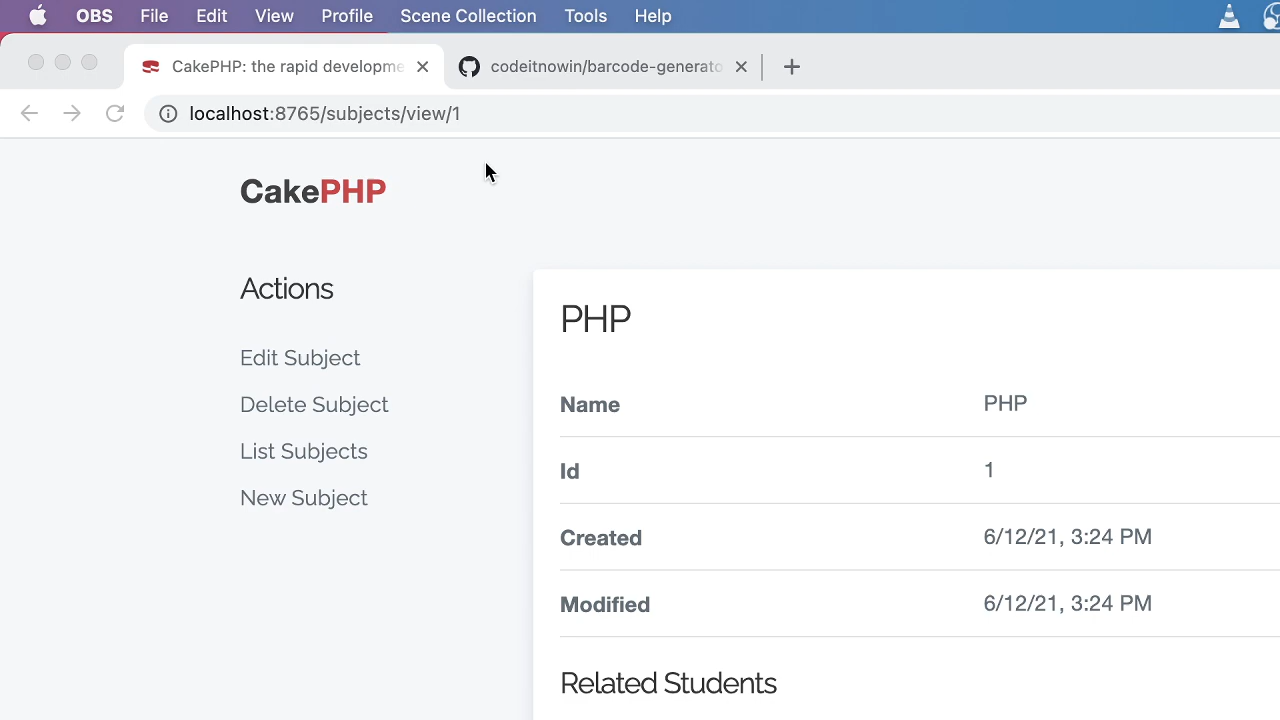 OBS File Edit View Profile Scene Collection Tools Help
CakePHP: the rapid developme codeitnowin/barcode-generato
localhost:8765/subjects/view/1
CakePHP
Actions
Edit Subject
Delete Subject
List Subjects
New Subject
PHP
Name PHP
Id 1
Created 6/12/21, 3:24 PM
Modified 6/12/21, 3:24 PM
Related Students